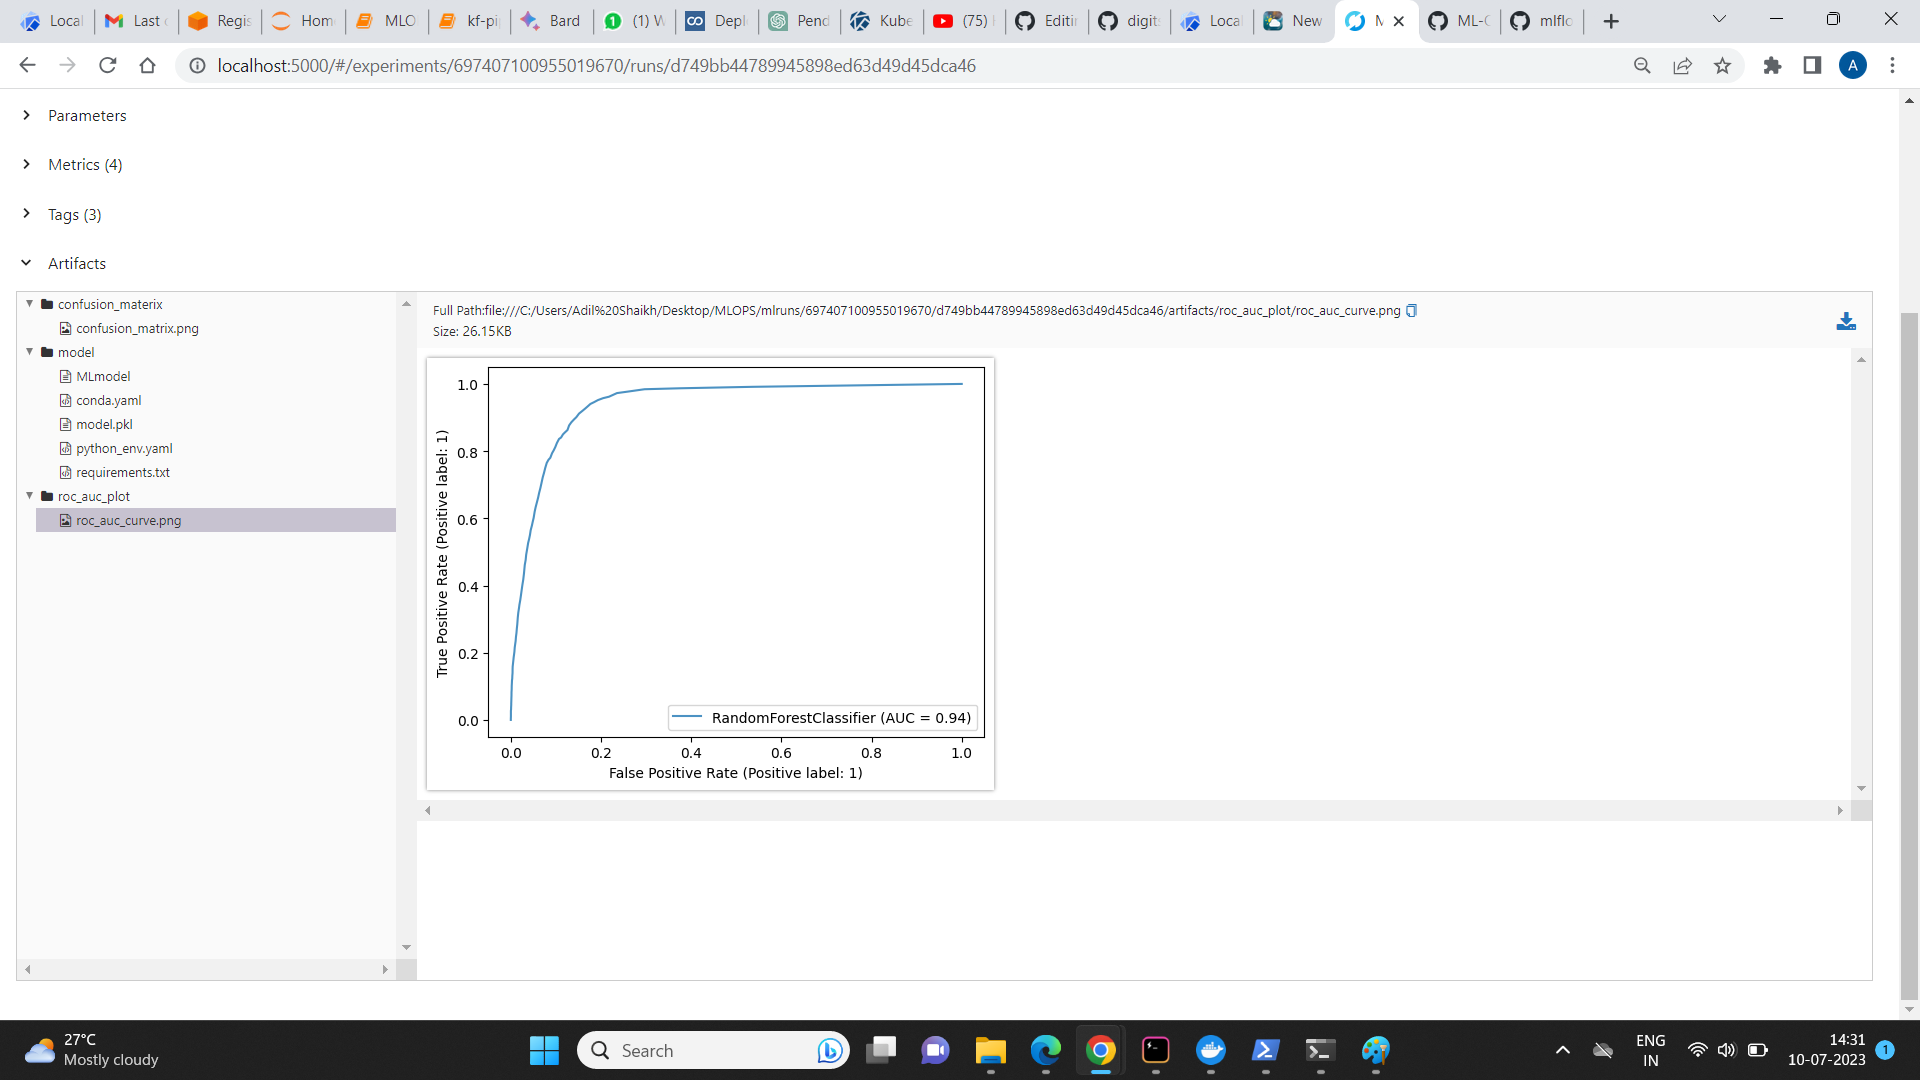 Local
Last
Regis
Hom
MLO
kf-pi
Bard
(1) W
Depl
Pend
Kube
(75)
Editi
digit
Local
New
M
ML-O
mlflo
localhost:5000/#/experiments/697407100955019670/runs/d749bb44789945898ed63d49d45dca46
A
Parameters
Metrics (4)
Tags (3)
Artifacts
confusion_materix
confusion_matrix.png
model
MLmodel
conda.yaml
model.pkl
python_env.yaml
requirements.txt
roc_auc_plot
roc_auc_curve.png
Full Path:file:///C:/Users/Adil%20Shaikh/Desktop/MLOPS/mlruns/697407100955019670/d749bb44789945898ed63d49d45dca46/artifacts/roc_auc_plot/roc_auc_curve.png
Size: 26.15KB
1.0
0.8
0.6
0.4
0.2
0.0
True Positive Rate (Positive label: 1)
RandomForestClassifier (AUC = 0.94)
0.0 0.2 0.4 0.6 0.8 1.0
False Positive Rate (Positive label: 1)
27°C
Mostly cloudy
Search
ENG
IN
14:31
10-07-2023
1